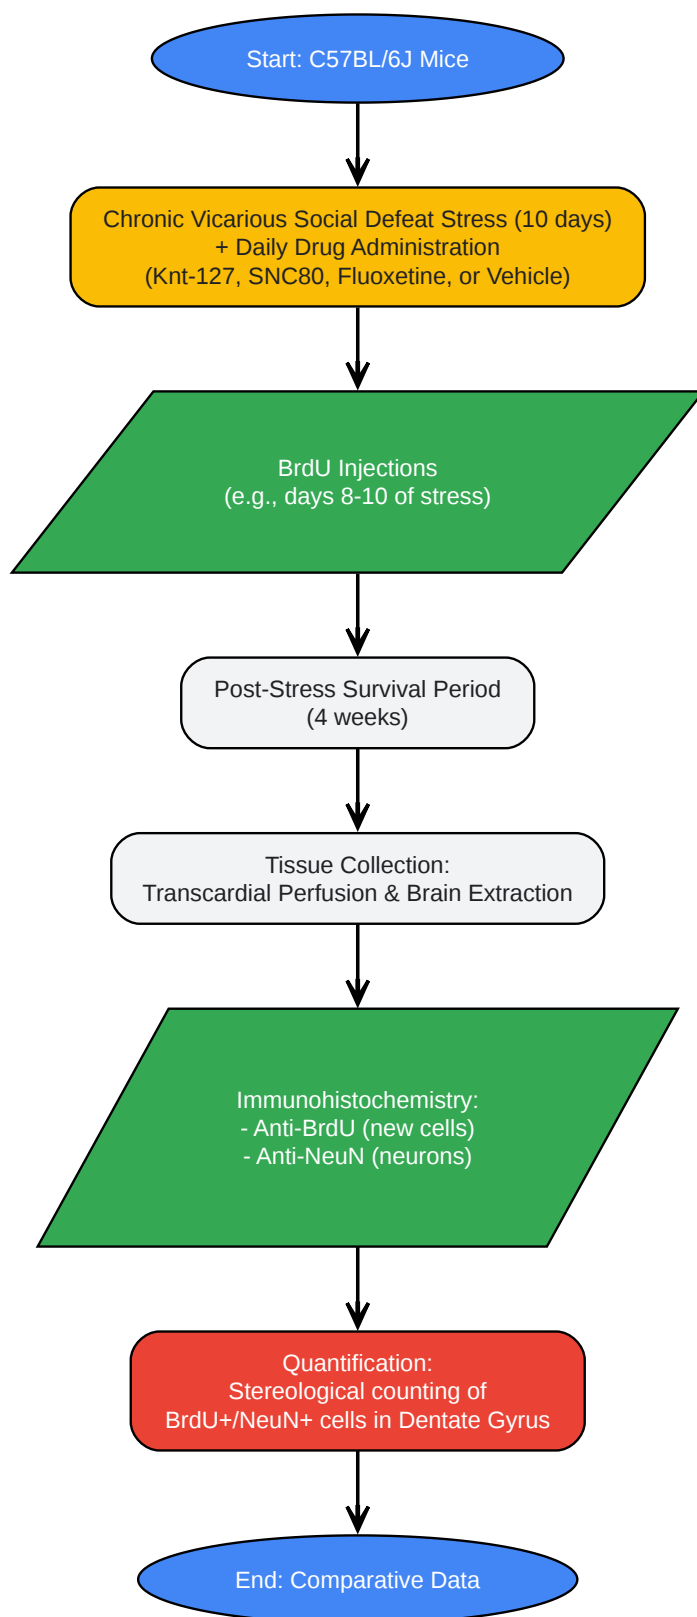 Start: C57BL/6J Mice
Chronic Vicarious Social Defeat Stress (10 days)
+ Daily Drug Administration
(Knt-127, SNC80, Fluoxetine, or Vehicle)
BrdU Injections
(e.g., days 8-10 of stress)
Post-Stress Survival Period
(4 weeks)
Tissue Collection:
Transcardial Perfusion & Brain Extraction
Immunohistochemistry:
- Anti-BrdU (new cells)
- Anti-NeuN (neurons)
Quantification:
Stereological counting of
BrdU+/NeuN+ cells in Dentate Gyrus
End: Comparative Data